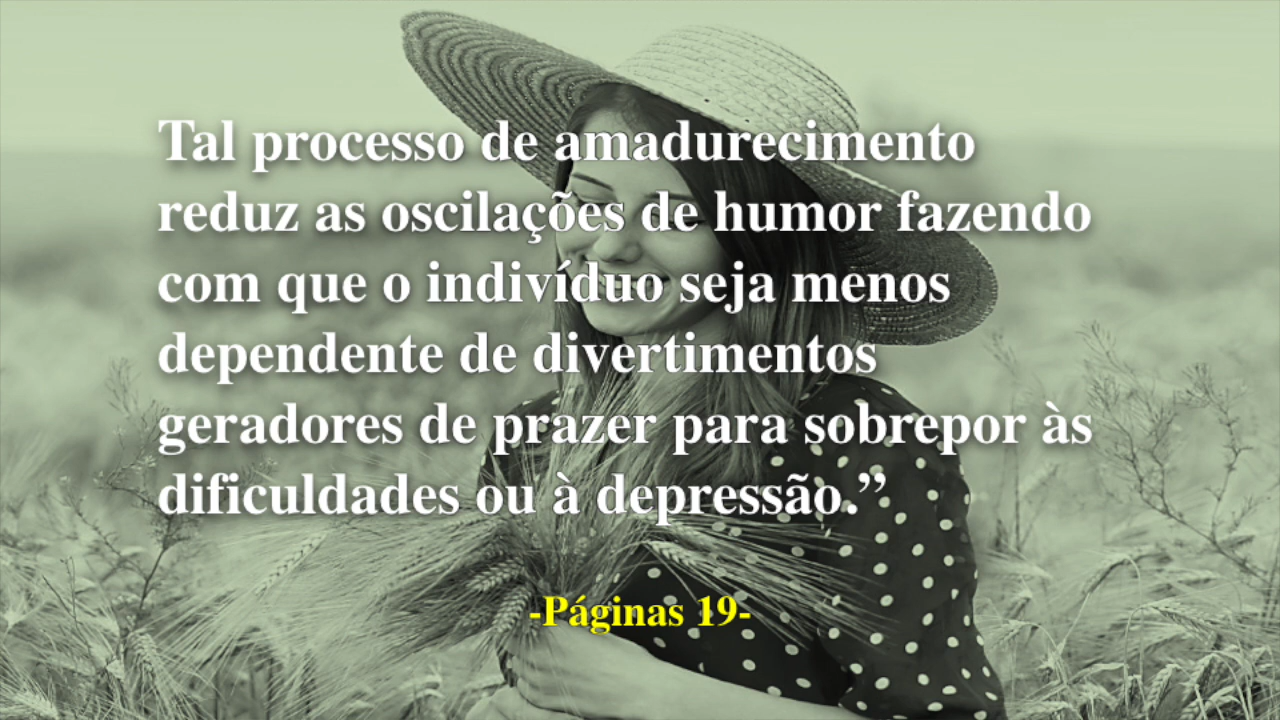 Tal processo de amadurecimento
reduz as oscilações de humor fazendo
com que o indivíduo seja menos
dependente de divertimentos
geradores de prazer para sobrepor às
dificuldades ou à depressão.”
-Páginas 19-